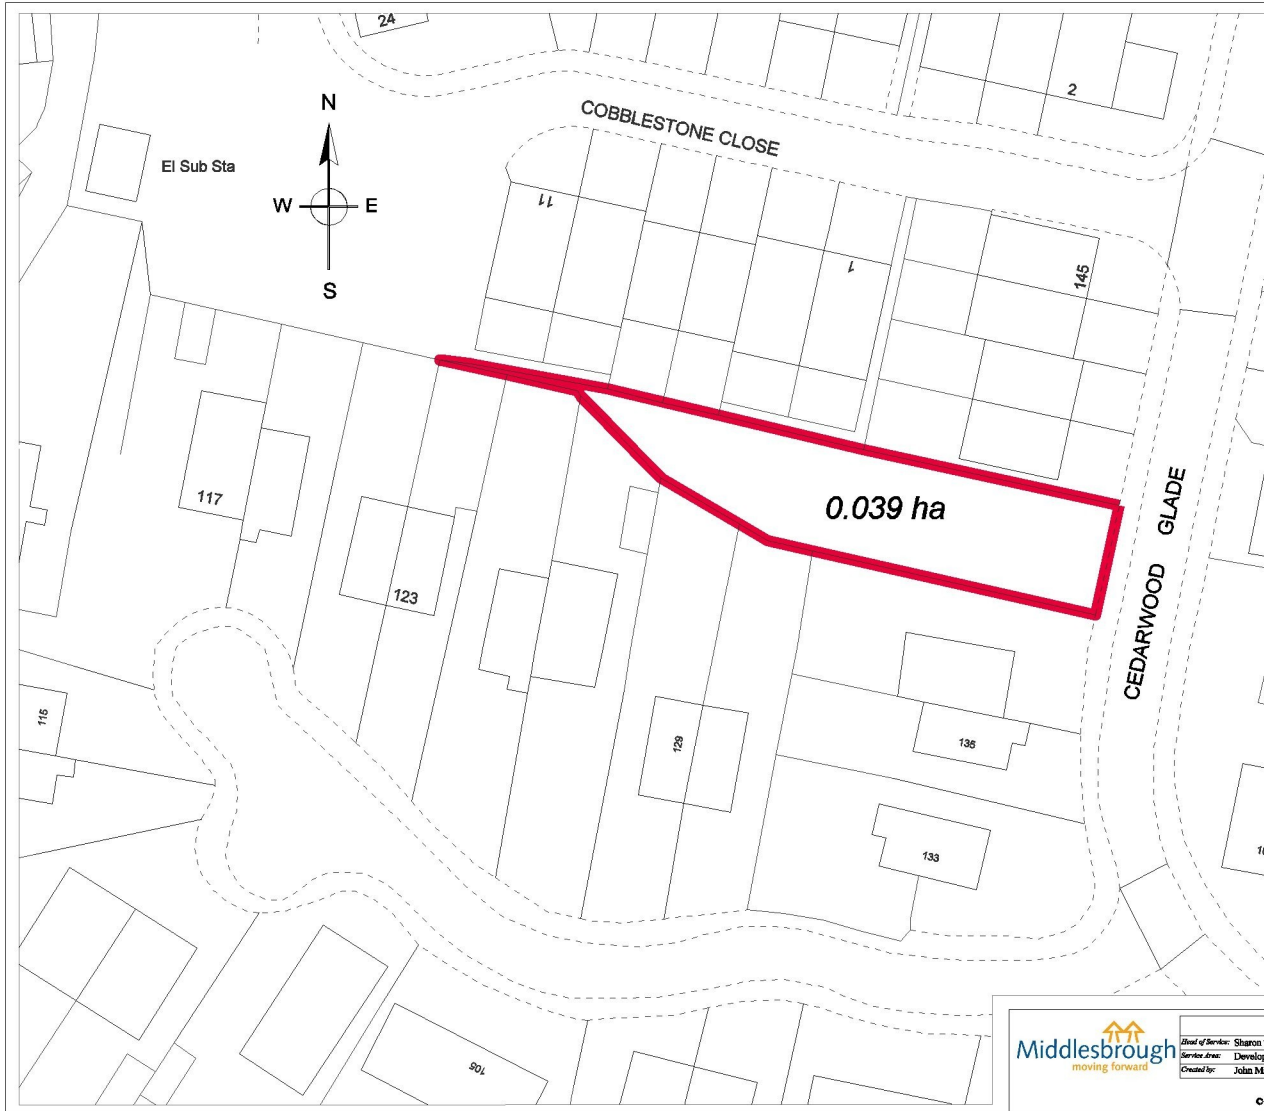 24
2
COBBLESTONE CLOSE
N
El Sub Sta
W
E
S
11
1
145
117
123
0.039 ha
CEDARWOOD GLADE
115
129
135
133
105
Middlesbrough
moving forward
Head of Service: Sharon
Service Area:
Created by: John
©